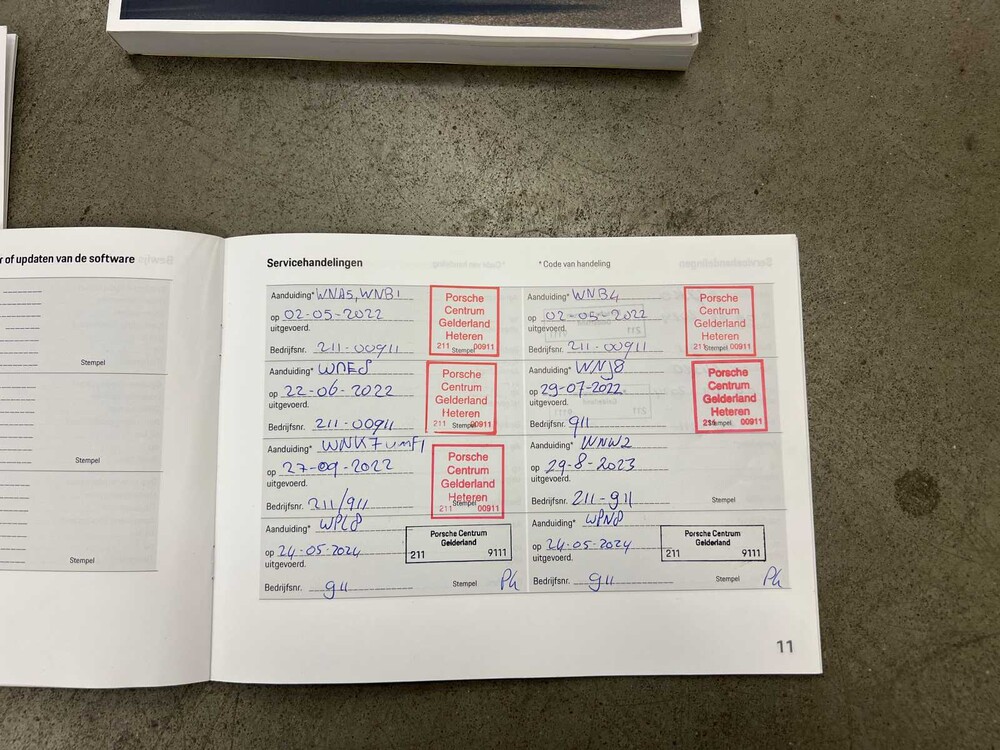 r of updaten van de software
Stempel
Stempel
Stempel
Servicehandelingen
* Code van handeling
Aanduiding* WNA5, WNB1
op 02-05-2022
uitgevoerd.
Bedrijfsnr. 211-00911
Porsche
Centrum
Gelderland
Heteren
211 Stempel 00911
Aanduiding* WNB4
op 02-05-2022
uitgevoerd.
Bedrijfsnr. 211-00911
Porsche
Centrum
Gelderland
Heteren
211 Stempel 00911
Aanduiding*
op 22-06-2022
uitgevoerd.
Bedrijfsnr. 211-00911
Porsche
Centrum
Gelderland
Heteren
211 Stempel 00911
Aanduiding* WNJ8
op 29-07-2022
uitgevoerd.
Bedrijfsnr. 911
Porsche
Centrum
Gelderland
Heteren
211 Stempel 00911
Aanduiding* WNK7
op 27-09-2022
uitgevoerd.
Bedrijfsnr. 211/911
Porsche
Centrum
Gelderland
Heteren
211 Stempel 00911
Aanduiding* WNW2
op 29-8-2023
uitgevoerd.
Bedrijfsnr. 211-911
Stempel
Aanduiding* WPL8
op 24-05-2024
uitgevoerd.
Bedrijfsnr. 911
Porsche Centrum
Gelderland
211 9111
Stempel
Aanduiding* WPN8
op 24-05-2024
uitgevoerd.
Bedrijfsnr. 911
Porsche Centrum
Gelderland
211 9111
Stempel
11